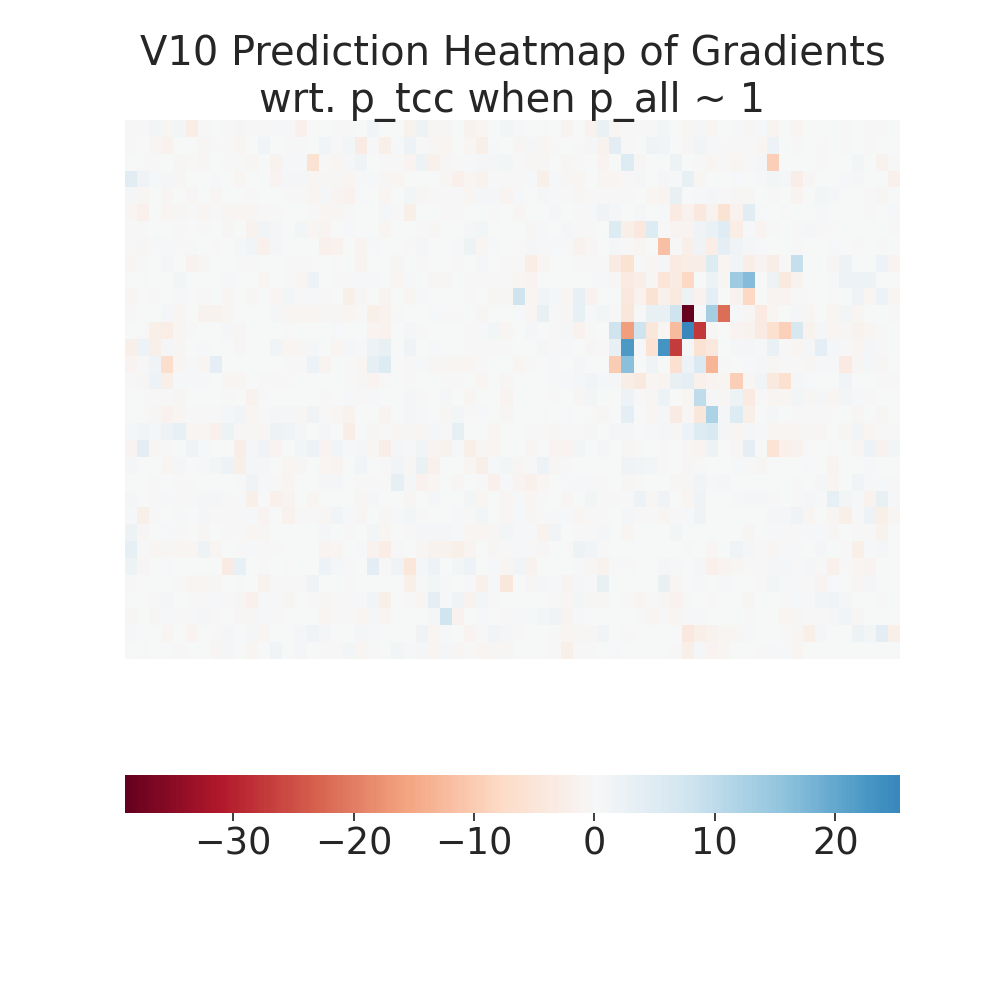 V10 Prediction Heatmap of Gradients
wrt. p_tcc when p_all ~ 1
−30 −20 −10 0 10 20